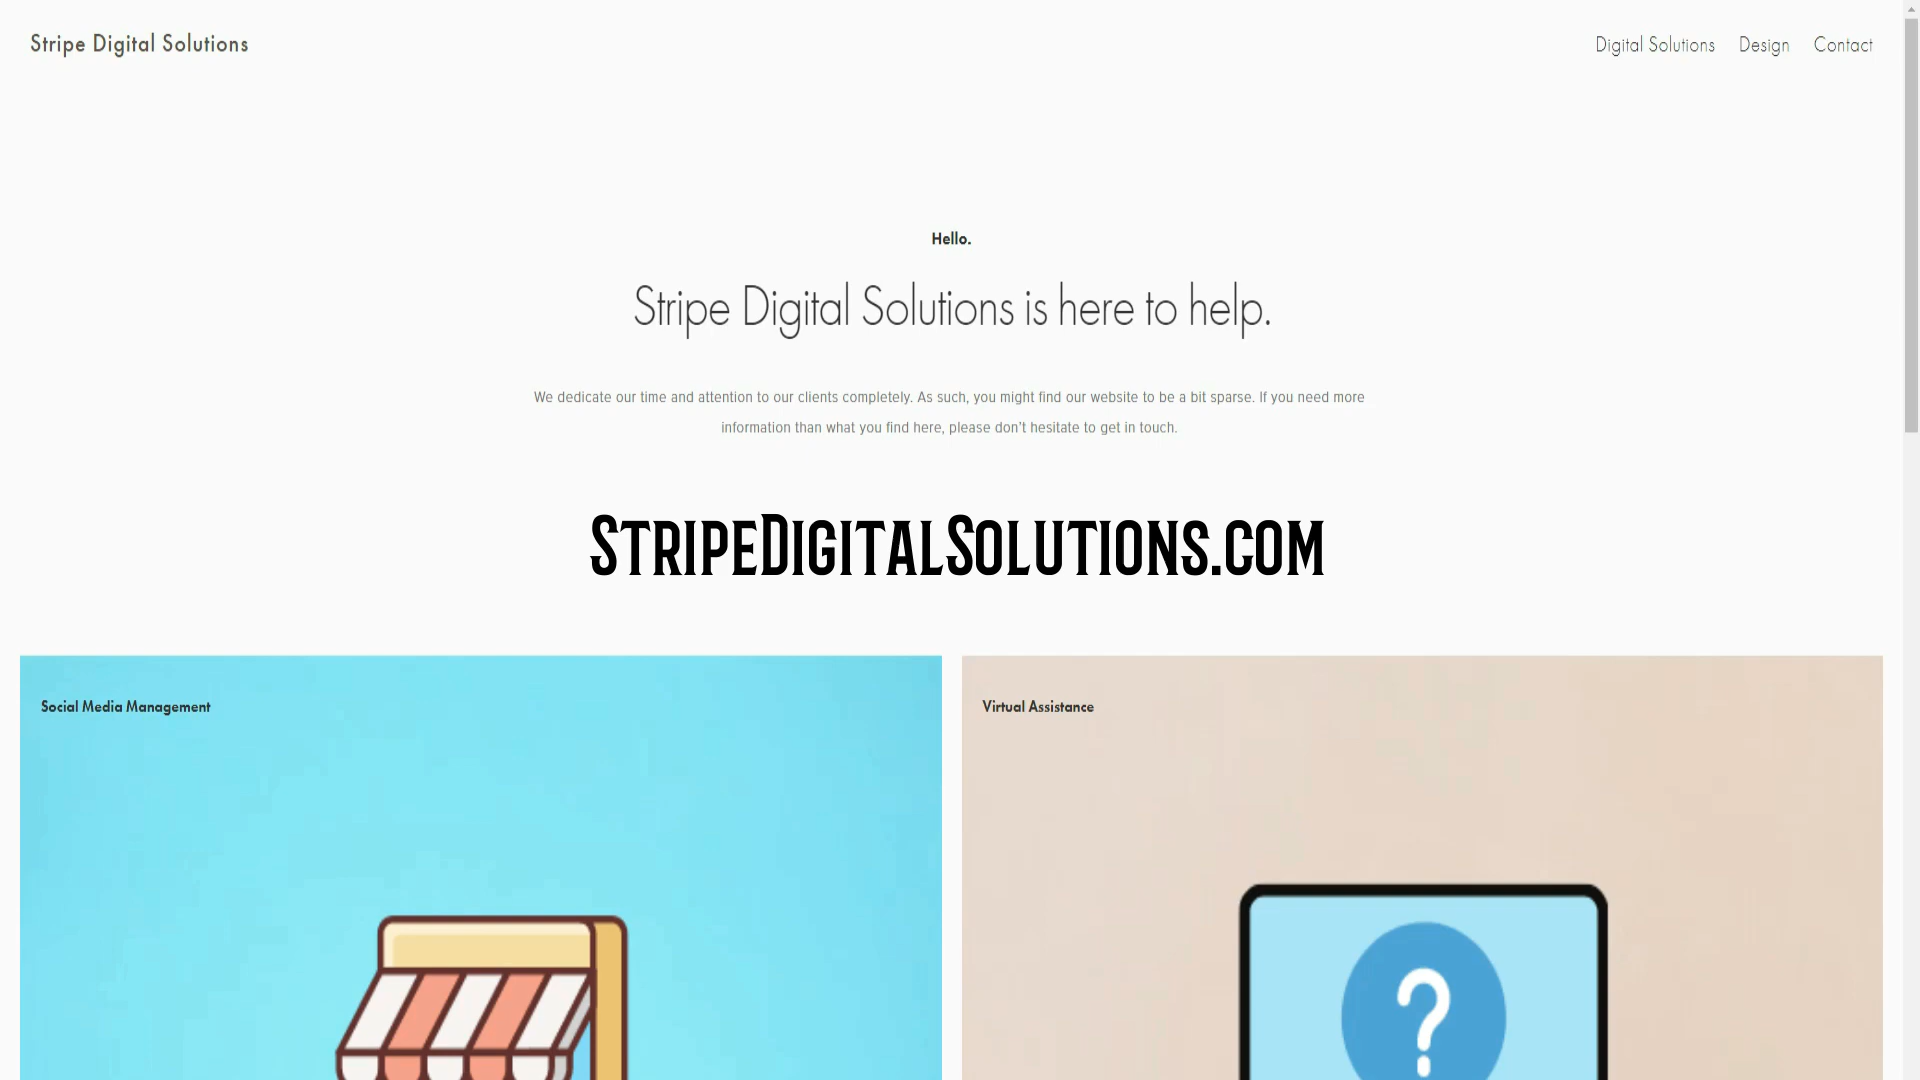 Stripe Digital Solutions
Digital Solutions Design Contact
Hello.
Stripe Digital Solutions is here to help.
We dedicate our time and attention to our clients completely. As such, you might find our website to be a bit sparse. If you need more
information than what you find here, please don't hesitate to get in touch.
StripeDigitalSolutions.com
Social Media Management
Virtual Assistance
?